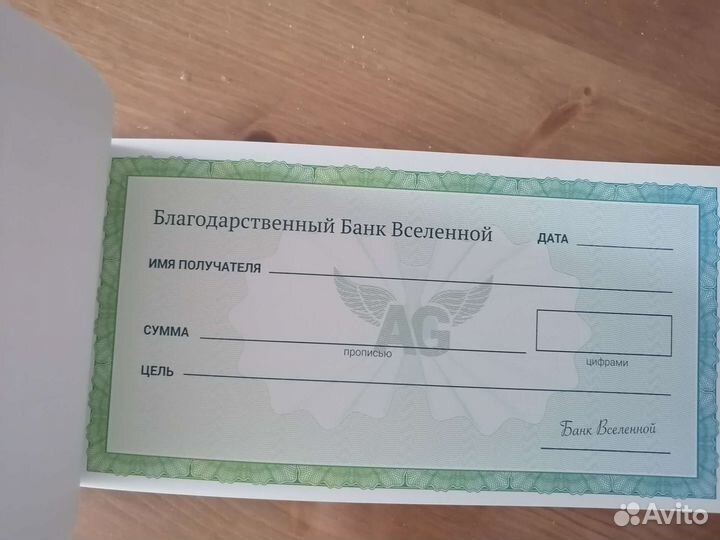 Благодарственный Банк Вселенной
ДАТА
ИМЯ ПОЛУЧАТЕЛЯ
AG
СУММА
прописью
цифрами
ЦЕЛЬ
Банк Вселенной
Avito